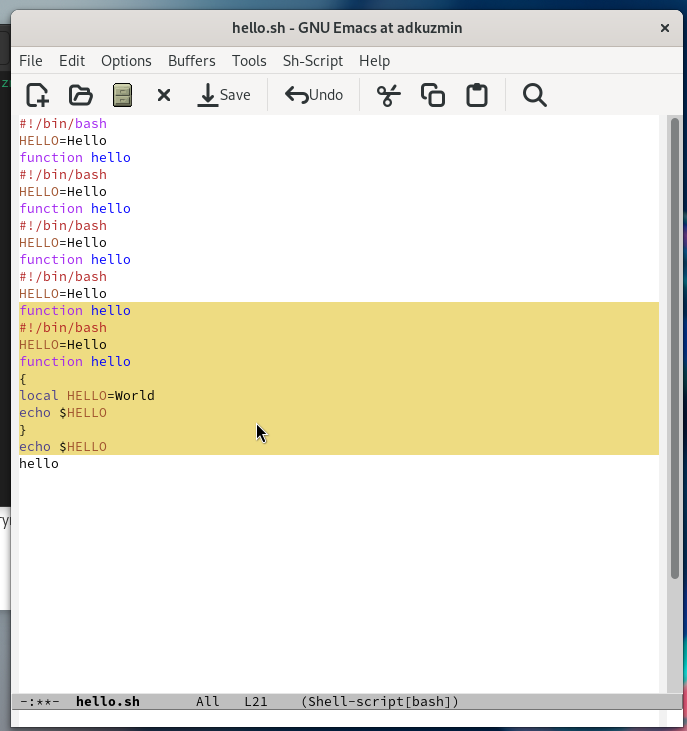 hello.sh - GNU Emacs at adkuzmin
File Edit Options Buffers Tools Sh-Script Help
Save Undo
#!/bin/bash
HELLO=Hello
function hello
#!/bin/bash
HELLO=Hello
function hello
#!/bin/bash
HELLO=Hello
function hello
#!/bin/bash
HELLO=Hello
function hello
#!/bin/bash
HELLO=Hello
function hello
{
local HELLO=World
echo $HELLO
}
echo $HELLO
hello
-:**- hello.sh All L21 (Shell-script[bash])